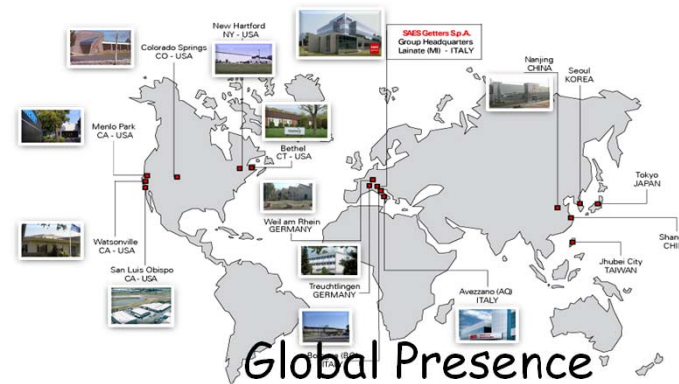 New Hartford
NY - USA
Colorado Springs
CO - USA
SAES Getters S.p.A.
Group Headquarters
Lainate (MI) - ITALY
Nanjing
CHINA
Seoul
KOREA
Menlo Park
CA - USA
Bethel
CT - USA
Tokyo
JAPAN
Weil am Rhein
GERMANY
Watsonville
CA - USA
San Luis Obispo
CA - USA
Jhubei City
TAIWAN
Treuchtlingen
GERMANY
Avezzano (AQ)
ITALY
ITALY
Global Presence